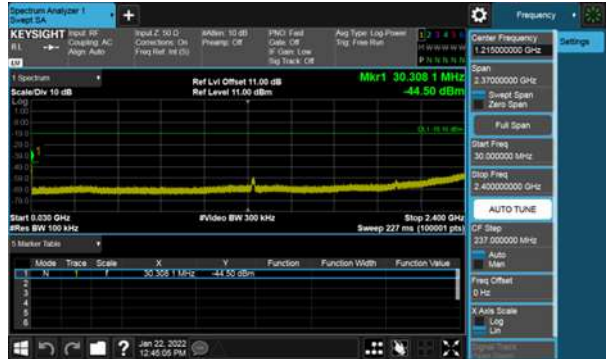 Spectrum Analyzer 1
Swept SA
+
Frequency
KEYSIGHT Input: RF
Input Z: 50 Ω
#Atten: 10 dB
PNO: Fast
Avg Type: Log-Power
1 2 3 4 5 6
Coupling: AC
Corrections: On
Preamp: Off
Gate: Off
Trig: Free Run
Align: Auto
Freq Ref: Int (S)
IF Gain: Low
Sig Track: Off
P N N N N N
Center Frequency
1.215000000 GHz
Settings
Span
2.37000000 GHz
Swept Span
Zero Span
Full Span
Start Freq
30.000000 MHz
Stop Freq
2.400000000 GHz
AUTO TUNE
CF Step
237.000000 MHz
Auto
Man
Freq Offset
0 Hz
X Axis Scale
Log
Lin
Signal Track
1 Spectrum
Ref Lvl Offset 11.00 dB
Mkr1 30.308 1 MHz
Scale/Div 10 dB
Ref Level 11.00 dBm
-44.50 dBm
Log
1.00
1
Start 0.030 GHz
#Video BW 300 kHz
Stop 2.400 GHz
#Res BW 100 kHz
Sweep 227 ms (100001 pts)
5 Marker Table
Mode Trace Scale X Y Function Function Width Function Value
1 N 1 f 30.308 1 MHz -44.50 dBm
2
3
4
5
6
Jan 22, 2022
12:46:05 PM